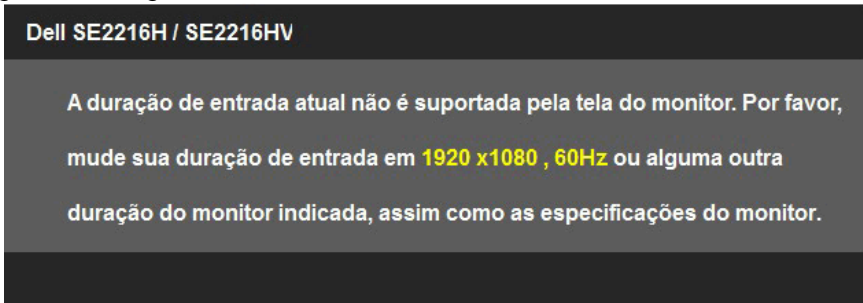 Dell SE2216H / SE2216HV
A duração de entrada atual não é suportada pela tela do monitor. Por favor,
mude sua duração de entrada em 1920 x1080 , 60Hz ou alguma outra
duração do monitor indicada, assim como as especificações do monitor.